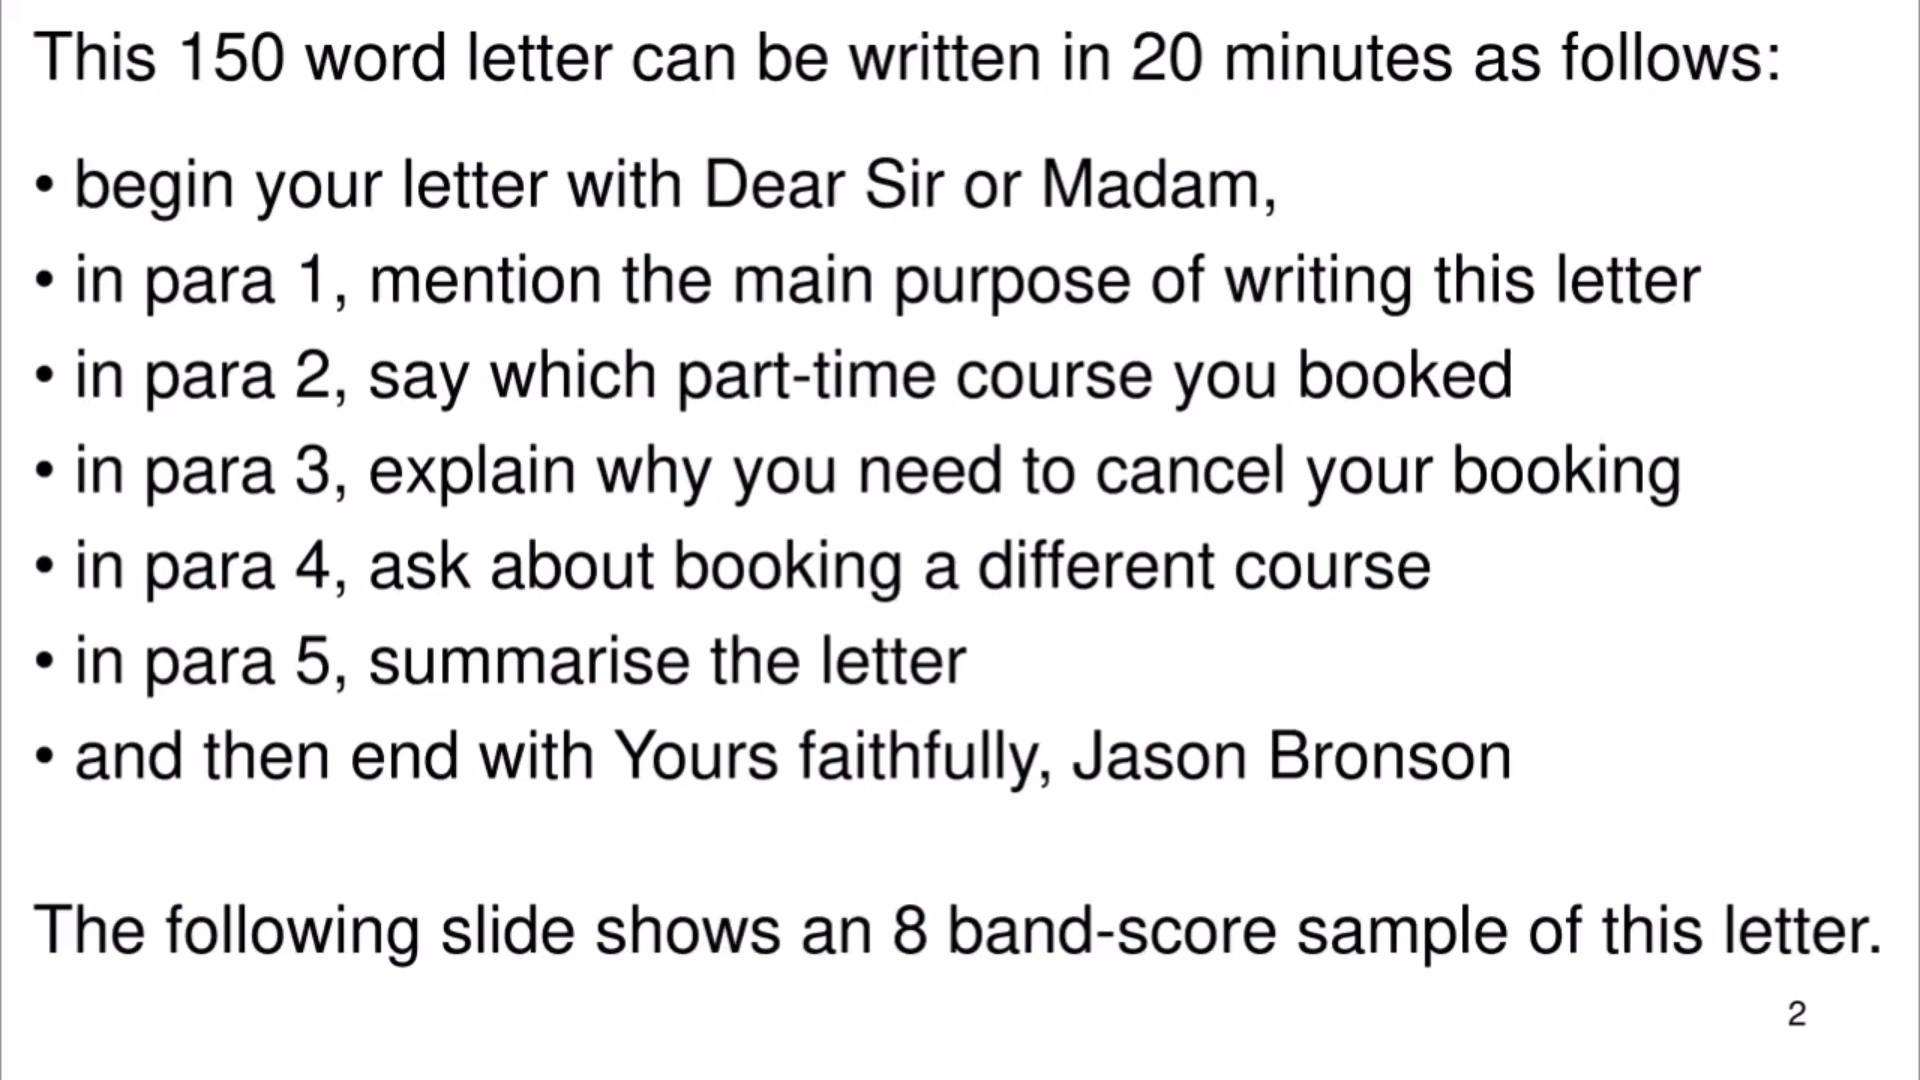 This 150 word letter can be written in 20 minutes as follows:
• begin your letter with Dear Sir or Madam,
• in para 1, mention the main purpose of writing this letter
• in para 2, say which part-time course you booked
• in para 3, explain why you need to cancel your booking
• in para 4, ask about booking a different course
• in para 5, summarise the letter
• and then end with Yours faithfully, Jason Bronson
The following slide shows an 8 band-score sample of this letter.
2